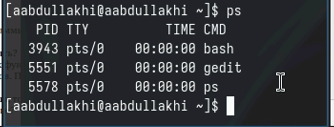 [aabdullakhi@aabdullakhi ~]$ ps
    PID TTY          TIME CMD
   3943 pts/0    00:00:00 bash
   5551 pts/0    00:00:00 gedit
   5578 pts/0    00:00:00 ps
[aabdullakhi@aabdullakhi ~]$